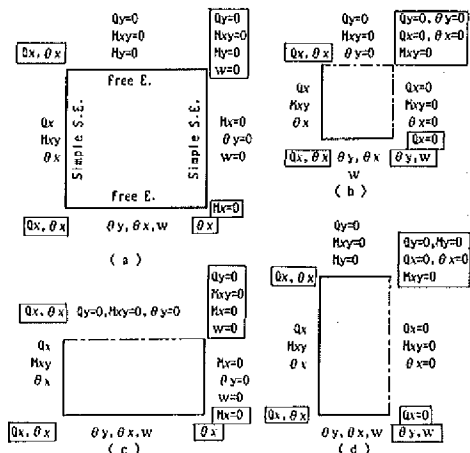 Qy=0
Mxy=0
My=0
Qx, θx
Qy=0
Mxy=0
My=0
w=0
Free E.
Qx
Mxy
θx
Simple S.E.
Simple S.E.
Mx=0
θy=0
w=0
Free E.
Mx=0
Qx, θx
θy, θx, w
θx
( a )
Qy=0
Mxy=0
θy=0
Qx, θx
Qy=0, θy=0
Qx=0, θx=0
Mxy=0
Qx
Mxy
θx
Qx=0
Mxy=0
θx=0
Qx=0
Qx, θx
θy, θx
w
θy, w
( b )
Qx, θx
Qy=0, Mxy=0, θy=0
Qy=0
Mxy=0
Mx=0
w=0
Qx
Mxy
θx
Mx=0
θy=0
w=0
Mx=0
Qx, θx
θy, θx, w
θx
( c )
Qy=0
Mxy=0
My=0
Qx, θx
Qy=0, My=0
Qx=0, θx=0
Mxy=0
Qx
Mxy
θx
Qx=0
Mxy=0
θx=0
Qx=0
Qx, θx
θy, θx, w
θy, w
( d )